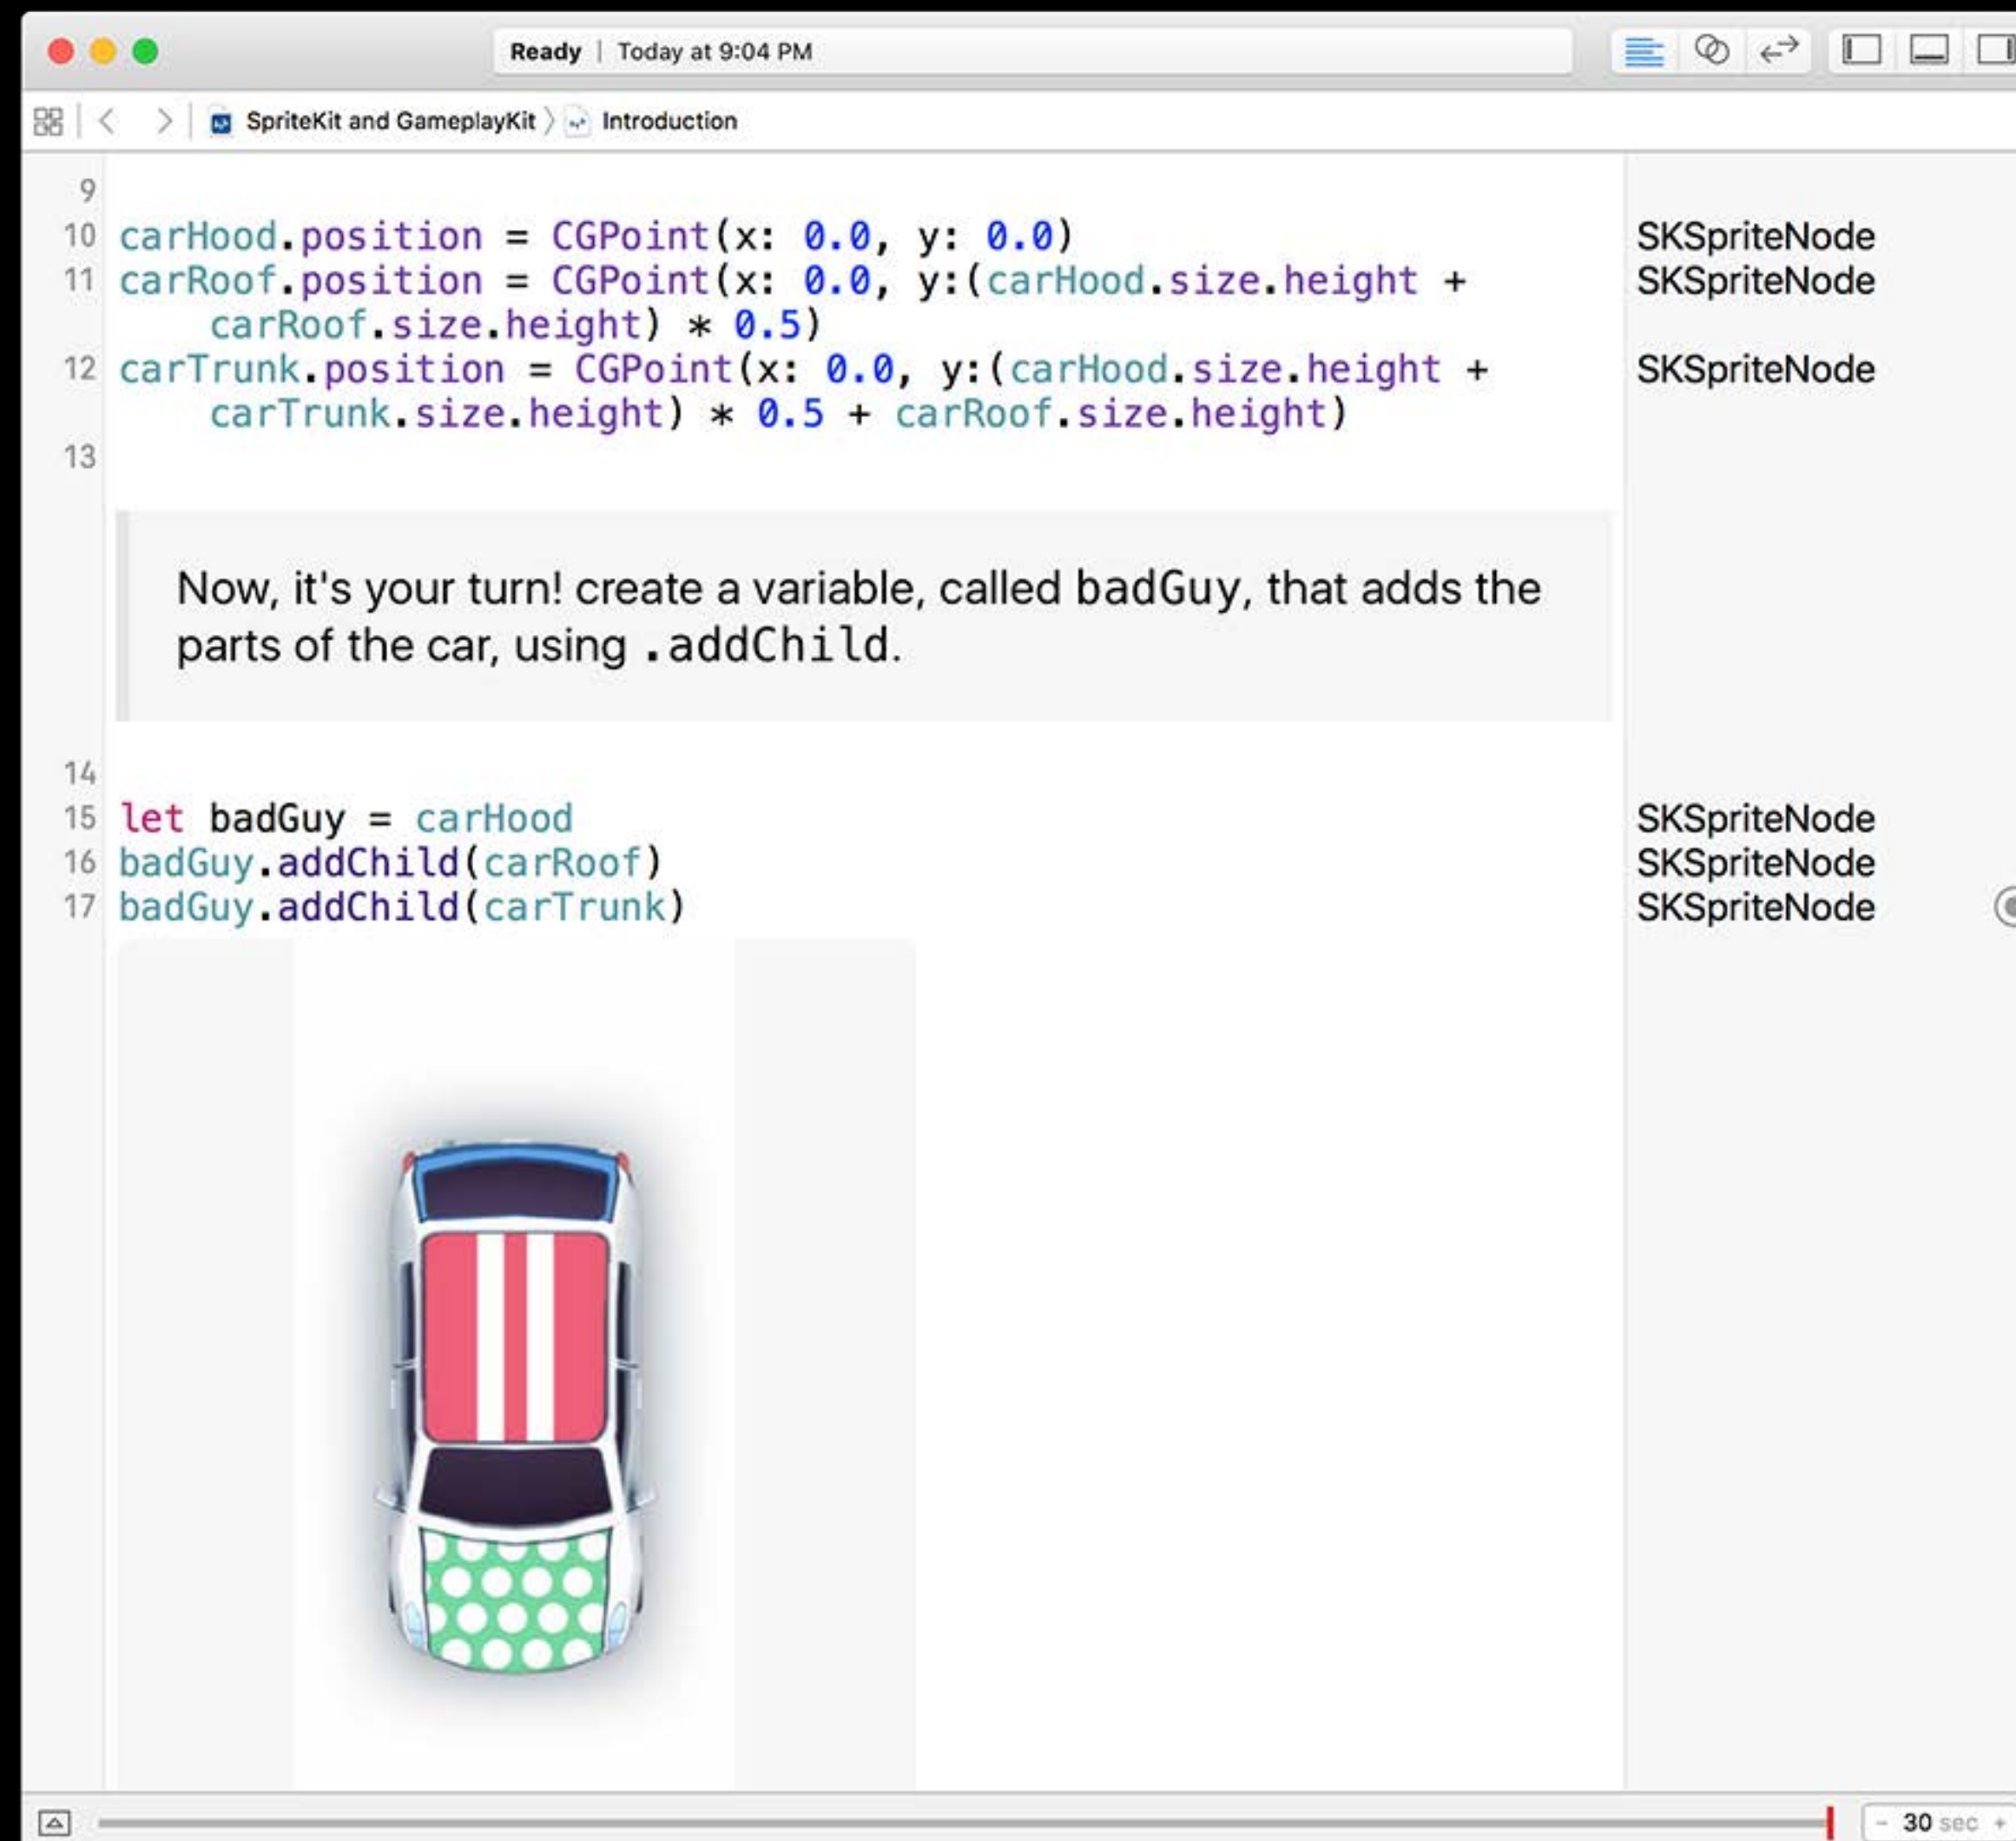 Ready | Today at 9:04 PM
SpriteKit and GameplayKit 〉 Introduction
9
10 carHood.position = CGPoint(x: 0.0, y: 0.0) SKSpriteNode
11 carRoof.position = CGPoint(x: 0.0, y:(carHood.size.height + SKSpriteNode
carRoof.size.height) * 0.5)
12 carTrunk.position = CGPoint(x: 0.0, y:(carHood.size.height + SKSpriteNode
carTrunk.size.height) * 0.5 + carRoof.size.height)
13
Now, it's your turn! create a variable, called badGuy, that adds the
parts of the car, using .addChild.
14
15 let badGuy = carHood SKSpriteNode
16 badGuy.addChild(carRoof) SKSpriteNode
17 badGuy.addChild(carTrunk) SKSpriteNode
- 30 sec +